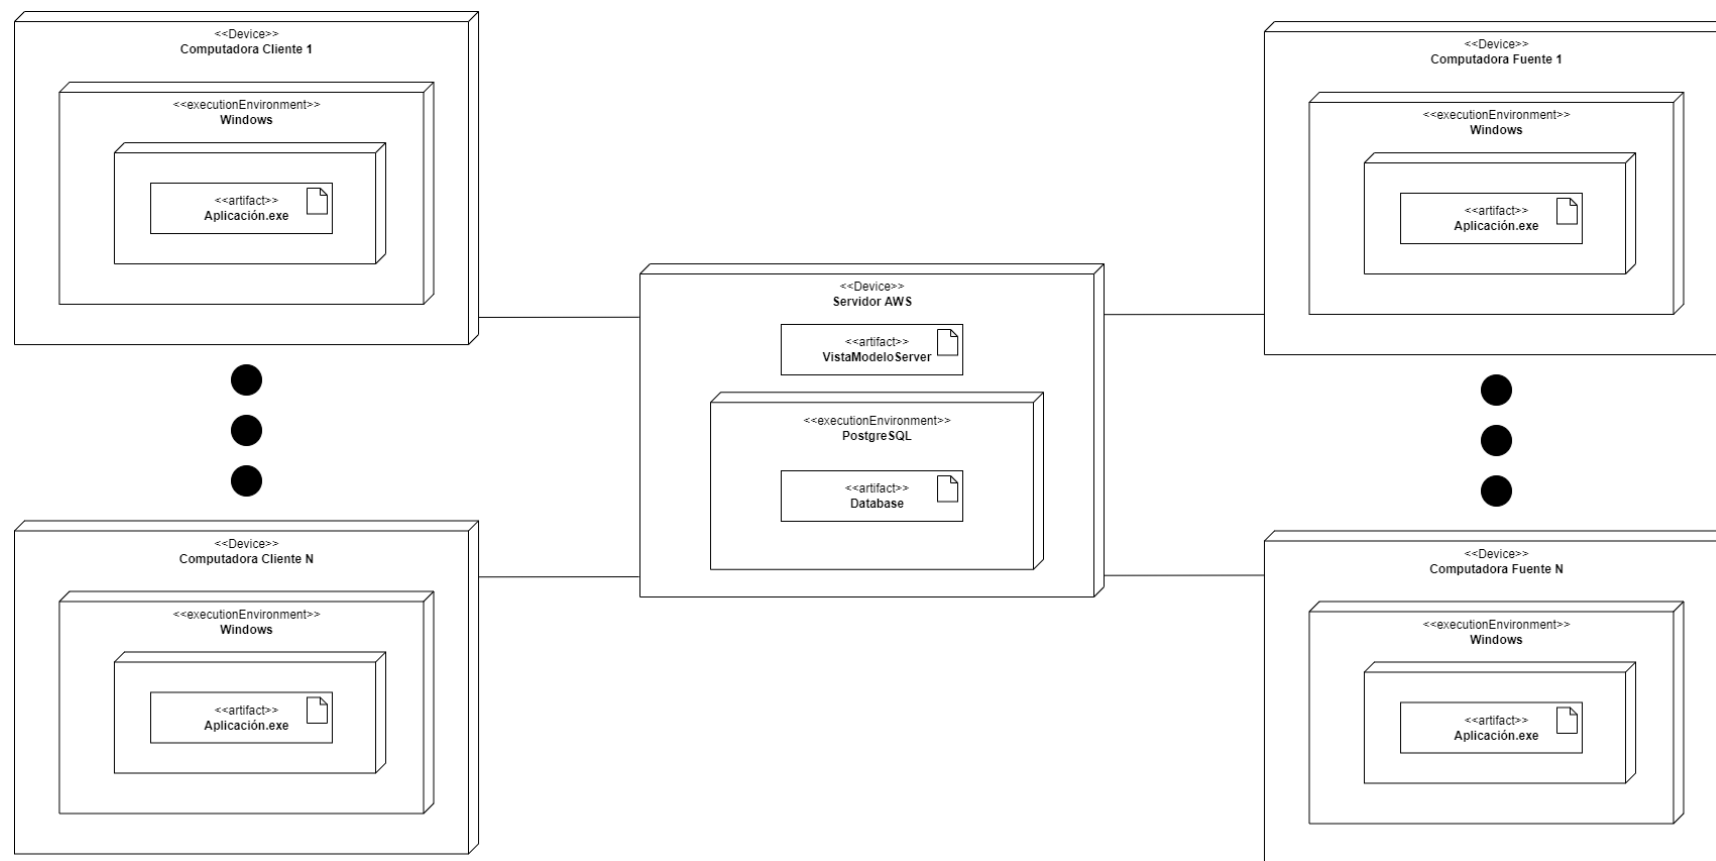 <<Device>>
Computadora Cliente 1
<<executionEnvironment>>
Windows
<<artifact>>
Aplicación.exe
<<Device>>
Computadora Fuente 1
<<executionEnvironment>>
Windows
<<artifact>>
Aplicación.exe
<<Device>>
Servidor AWS
<<artifact>>
VistaModeloServer
<<executionEnvironment>>
PostgreSQL
<<artifact>>
Database
<<Device>>
Computadora Cliente N
<<executionEnvironment>>
Windows
<<artifact>>
Aplicación.exe
<<Device>>
Computadora Fuente N
<<executionEnvironment>>
Windows
<<artifact>>
Aplicación.exe